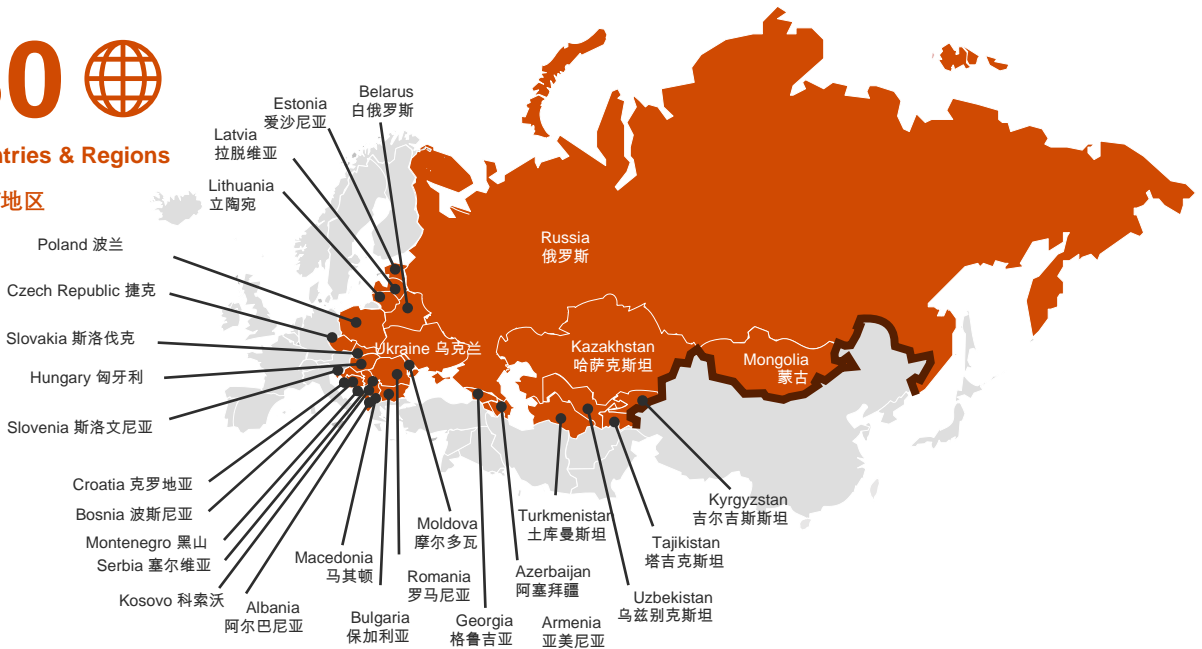 Countries & Regions
地区
Belarus
白俄罗斯
Estonia
爱沙尼亚
Latvia
拉脱维亚
Lithuania
立陶宛
Poland 波兰
Czech Republic 捷克
Slovakia 斯洛伐克
Hungary 匈牙利
Slovenia 斯洛文尼亚
Croatia 克罗地亚
Bosnia 波斯尼亚
Montenegro 黑山
Serbia 塞尔维亚
Kosovo 科索沃
Albania
阿尔巴尼亚
Macedonia
马其顿
Bulgaria
保加利亚
Romania
罗马尼亚
Moldova
摩尔多瓦
Georgia
格鲁吉亚
Azerbaijan
阿塞拜疆
Armenia
亚美尼亚
Turkmenistan
土库曼斯坦
Uzbekistan
乌兹别克斯坦
Tajikistan
塔吉克斯坦
Kyrgyzstan
吉尔吉斯斯坦
Russia
俄罗斯
Ukraine 乌克兰
Kazakhstan
哈萨克斯坦
Mongolia
蒙古